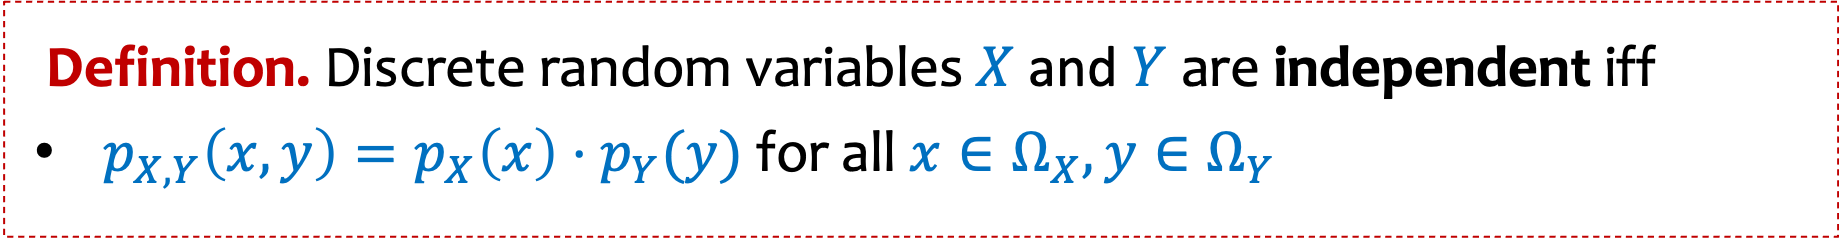 Definition. Discrete random variables X and Y are independent iff
• p_{X,Y}(x, y) = p_X(x) · p_Y(y) for all x ∈ Ω_X, y ∈ Ω_Y